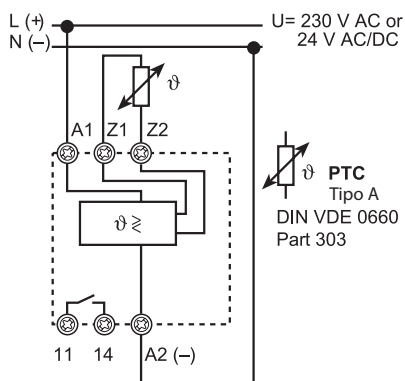 L (+)
U= 230 V AC or
N (–)
24 V AC/DC
ϑ
A1 Z1 Z2
ϑ PTC
Tipo A
DIN VDE 0660
Part 303
ϑ ≷
11 14 A2 (–)